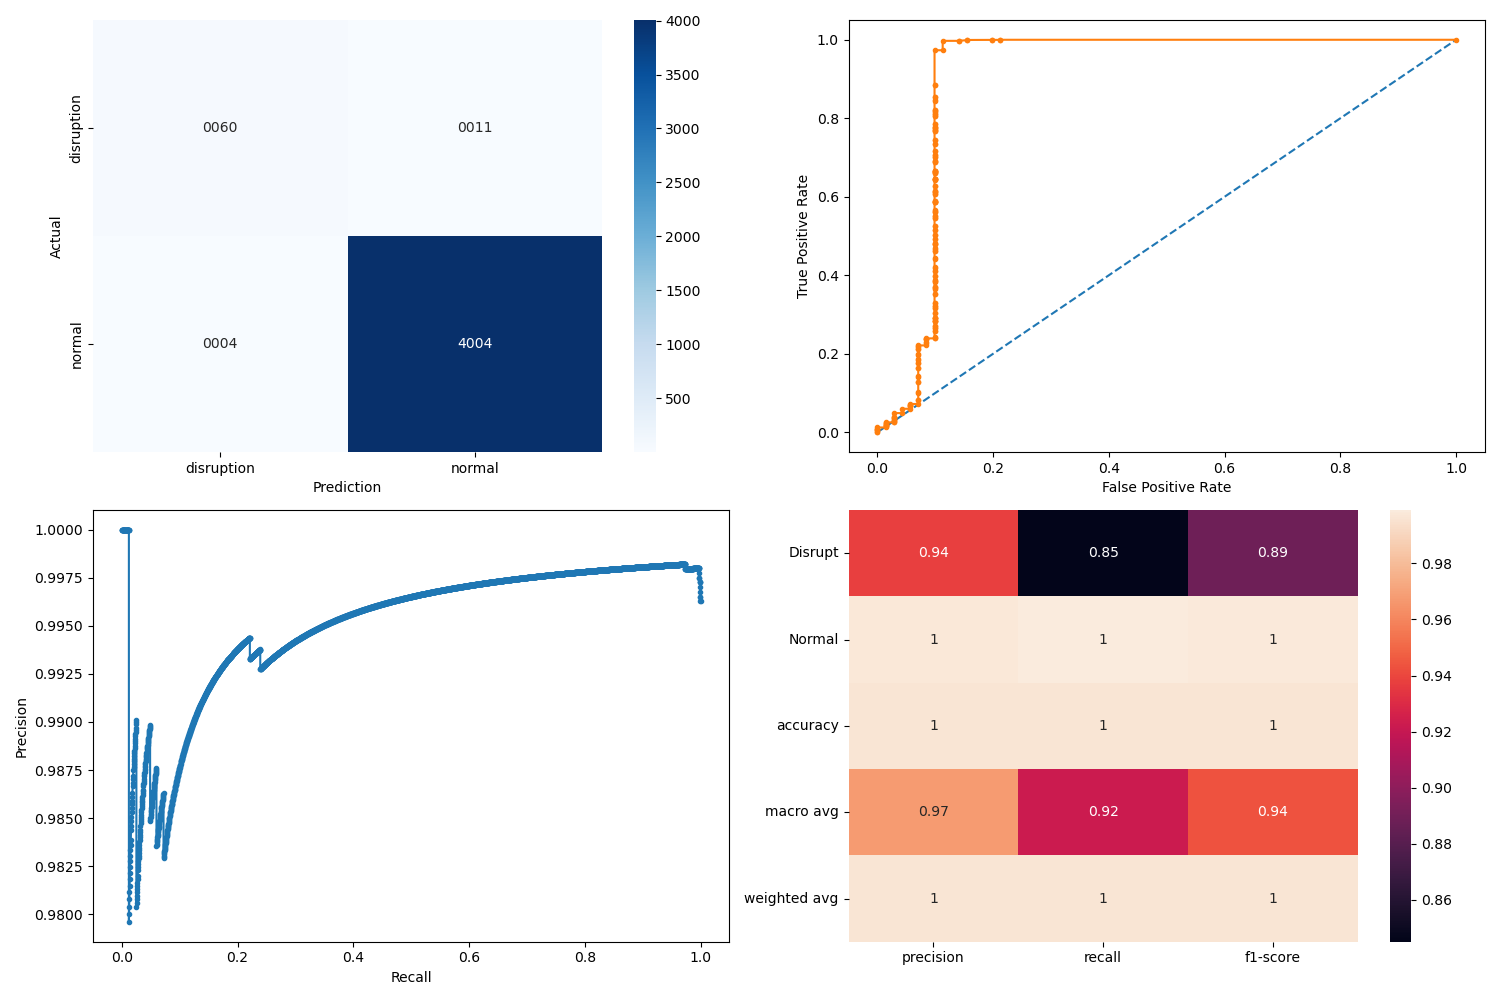 0060 0011
0004 4004
disruption
normal
Actual
disruption normal
Prediction
4000
3500
3000
2500
2000
1500
1000
500
1.0
0.8
0.6
0.4
0.2
0.0
True Positive Rate
0.0 0.2 0.4 0.6 0.8 1.0
False Positive Rate
1.0000
0.9975
0.9950
0.9925
0.9900
0.9875
0.9850
0.9825
0.9800
Precision
0.0 0.2 0.4 0.6 0.8 1.0
Recall
Disrupt 0.94 0.85 0.89
Normal 1 1 1
accuracy 1 1 1
macro avg 0.97 0.92 0.94
weighted avg 1 1 1
precision recall f1-score
0.98
0.96
0.94
0.92
0.90
0.88
0.86